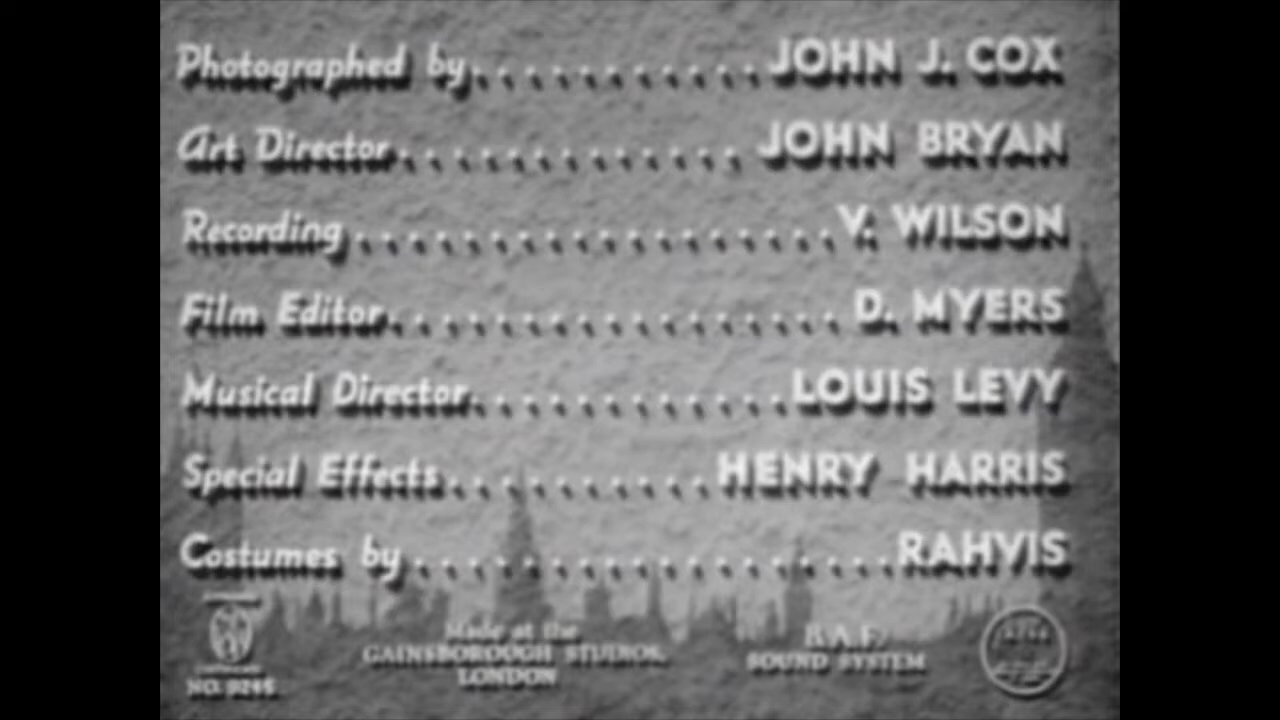 Photographed by...........JOHN J. COX
Art Director.............JOHN BRYAN
Recording..................V. WILSON
Film Editor.................D. MYERS
Musical Director............LOUIS LEVY
Special Effects..........HENRY HARRIS
Costumes by..................RAHVIS
Made at the
GAINSBOROUGH STUDIOS,
LONDON
B.A.F.
SOUND SYSTEM